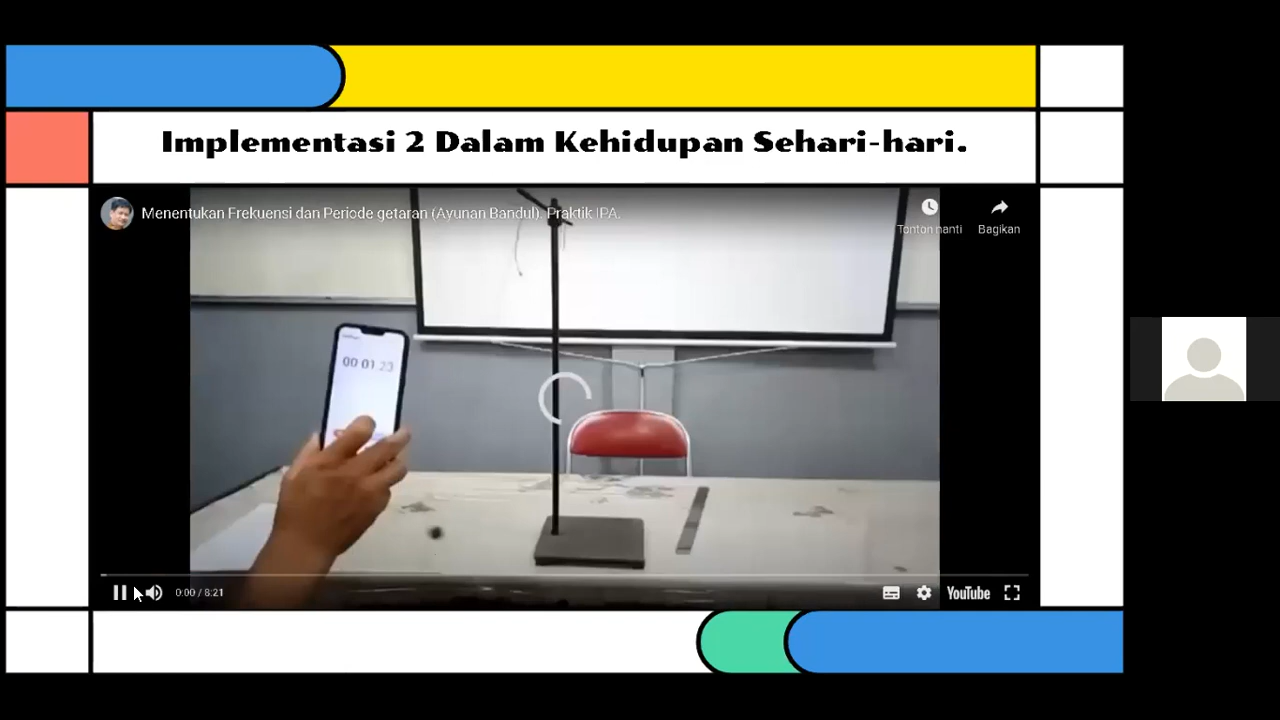 Implementasi 2 Dalam Kehidupan Sehari-hari.
Menentukan Frekuensi dan Periode getaran (Ayunan Bandul). Praktik IPA.
Tonton nanti
Bagikan
00 01.23
0:00 / 6:21
YouTube